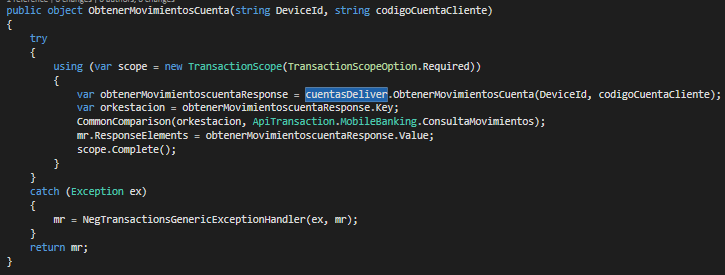 public object ObtenerMovimientosCuenta(string DeviceId, string codigoCuentaCliente)
{
try
{
using (var scope = new TransactionScope(TransactionScopeOption.Required))
{
var obtenerMovimientoscuentaResponse = cuentasDeliver.ObtenerMovimientosCuenta(DeviceId, codigoCuentaCliente);
var orkestacion = obtenerMovimientoscuentaResponse.Key;
CommonComparison(orkestacion, ApiTransaction.MobileBanking.ConsultaMovimientos);
mr.ResponseElements = obtenerMovimientoscuentaResponse.Value;
scope.Complete();
}
}
catch (Exception ex)
{
mr = NegTransactionsGenericExceptionHandler(ex, mr);
}
return mr;
}